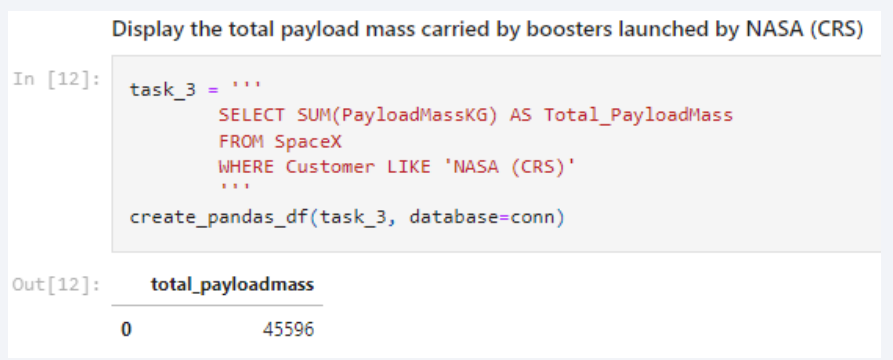 Display the total payload mass carried by boosters launched by NASA (CRS)
In [12]:
task_3 = '''
SELECT SUM(PayloadMassKG) AS Total_PayloadMass
FROM SpaceX
WHERE Customer LIKE 'NASA (CRS)'
'''
create_pandas_df(task_3, database=conn)
Out[12]:
total_payloadmass
0 45596